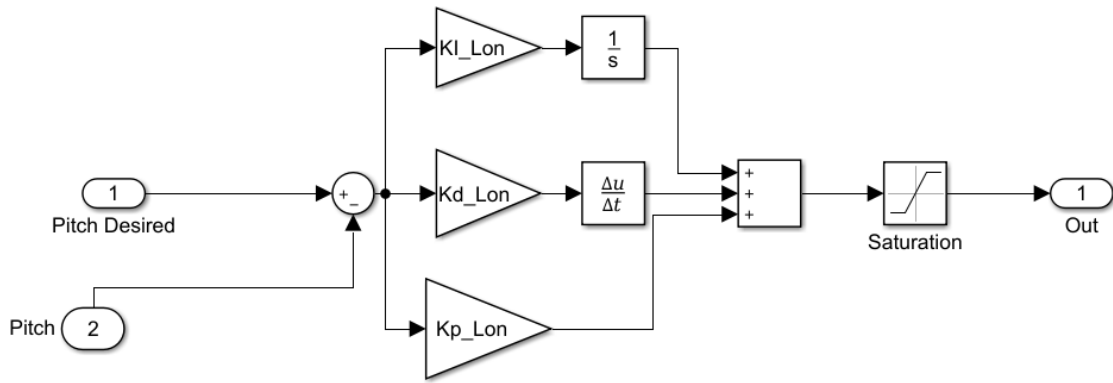 KI_Lon
1
s
1
Pitch Desired
+
_
Kd_Lon
Δu
Δt
+
+
+
Saturation
1
Out
Pitch
2
Kp_Lon